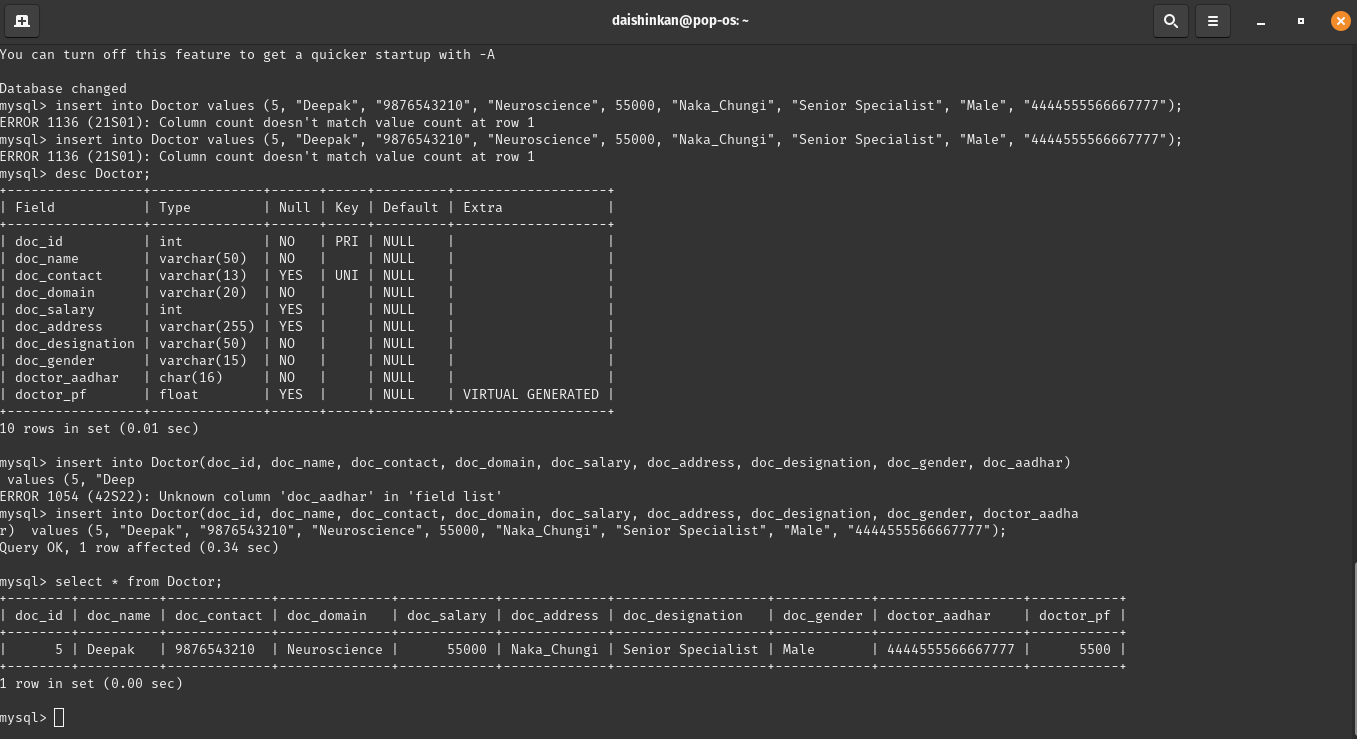 daishinkan@pop-os: ~
You can turn off this feature to get a quicker startup with -A
Database changed
mysql> insert into Doctor values (5, "Deepak", "9876543210", "Neuroscience", 55000, "Naka_Chungi", "Senior Specialist", "Male", "4444555566667777");
ERROR 1136 (21S01): Column count doesn't match value count at row 1
mysql> insert into Doctor values (5, "Deepak", "9876543210", "Neuroscience", 55000, "Naka_Chungi", "Senior Specialist", "Male", "4444555566667777");
ERROR 1136 (21S01): Column count doesn't match value count at row 1
mysql> desc Doctor;
+-----------------+--------------+------+-----+---------+-------------------+
| Field           | Type         | Null | Key | Default | Extra             |
+-----------------+--------------+------+-----+---------+-------------------+
| doc_id          | int          | NO   | PRI | NULL    |                   |
| doc_name        | varchar(50)  | NO   |     | NULL    |                   |
| doc_contact     | varchar(13)  | YES  | UNI | NULL    |                   |
| doc_domain      | varchar(20)  | NO   |     | NULL    |                   |
| doc_salary      | int          | YES  |     | NULL    |                   |
| doc_address     | varchar(255) | YES  |     | NULL    |                   |
| doc_designation | varchar(50)  | NO   |     | NULL    |                   |
| doc_gender      | varchar(15)  | NO   |     | NULL    |                   |
| doctor_aadhar   | char(16)     | NO   |     | NULL    |                   |
| doctor_pf       | float        | YES  |     | NULL    | VIRTUAL GENERATED |
+-----------------+--------------+------+-----+---------+-------------------+
10 rows in set (0.01 sec)
mysql> insert into Doctor(doc_id, doc_name, doc_contact, doc_domain, doc_salary, doc_address, doc_designation, doc_gender, doc_aadhar)
 values (5, "Deep
ERROR 1054 (42S22): Unknown column 'doc_aadhar' in 'field list'
mysql> insert into Doctor(doc_id, doc_name, doc_contact, doc_domain, doc_salary, doc_address, doc_designation, doc_gender, doctor_aadha
r)  values (5, "Deepak", "9876543210", "Neuroscience", 55000, "Naka_Chungi", "Senior Specialist", "Male", "4444555566667777");
Query OK, 1 row affected (0.34 sec)
mysql> select * from Doctor;
+--------+----------+-------------+--------------+------------+-------------+-------------------+------------+------------------+-----------+
| doc_id | doc_name | doc_contact | doc_domain   | doc_salary | doc_address | doc_designation   | doc_gender | doctor_aadhar    | doctor_pf |
+--------+----------+-------------+--------------+------------+-------------+-------------------+------------+------------------+-----------+
|      5 | Deepak   | 9876543210  | Neuroscience |      55000 | Naka_Chungi | Senior Specialist | Male       | 4444555566667777 |      5500 |
+--------+----------+-------------+--------------+------------+-------------+-------------------+------------+------------------+-----------+
1 row in set (0.00 sec)
mysql>